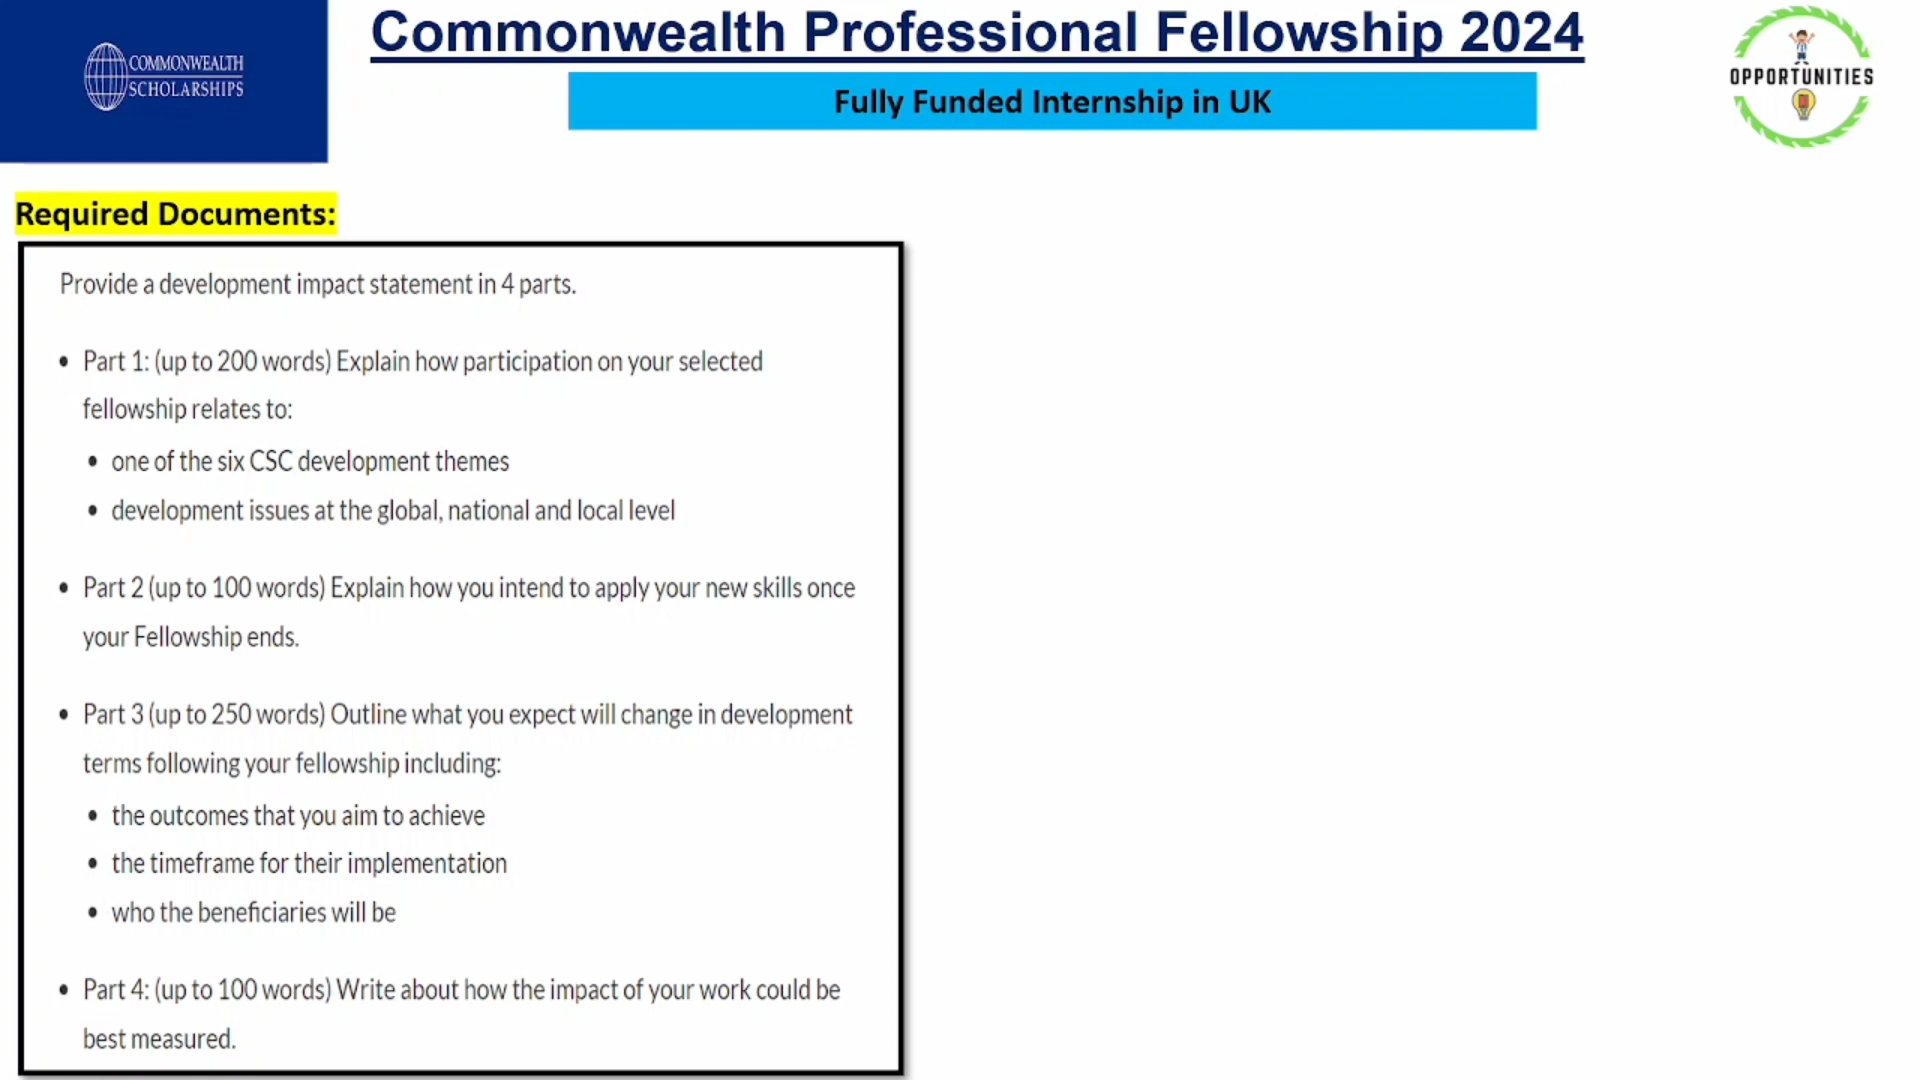 COMMONWEALTH
SCHOLARSHIPS
Commonwealth Professional Fellowship 2024
Fully Funded Internship in UK
OPPORTUNITIES
Required Documents:
Provide a development impact statement in 4 parts.
• Part 1: (up to 200 words) Explain how participation on your selected
fellowship relates to:
• one of the six CSC development themes
• development issues at the global, national and local level
• Part 2 (up to 100 words) Explain how you intend to apply your new skills once
your Fellowship ends.
• Part 3 (up to 250 words) Outline what you expect will change in development
terms following your fellowship including:
• the outcomes that you aim to achieve
• the timeframe for their implementation
• who the beneficiaries will be
• Part 4: (up to 100 words) Write about how the impact of your work could be
best measured.